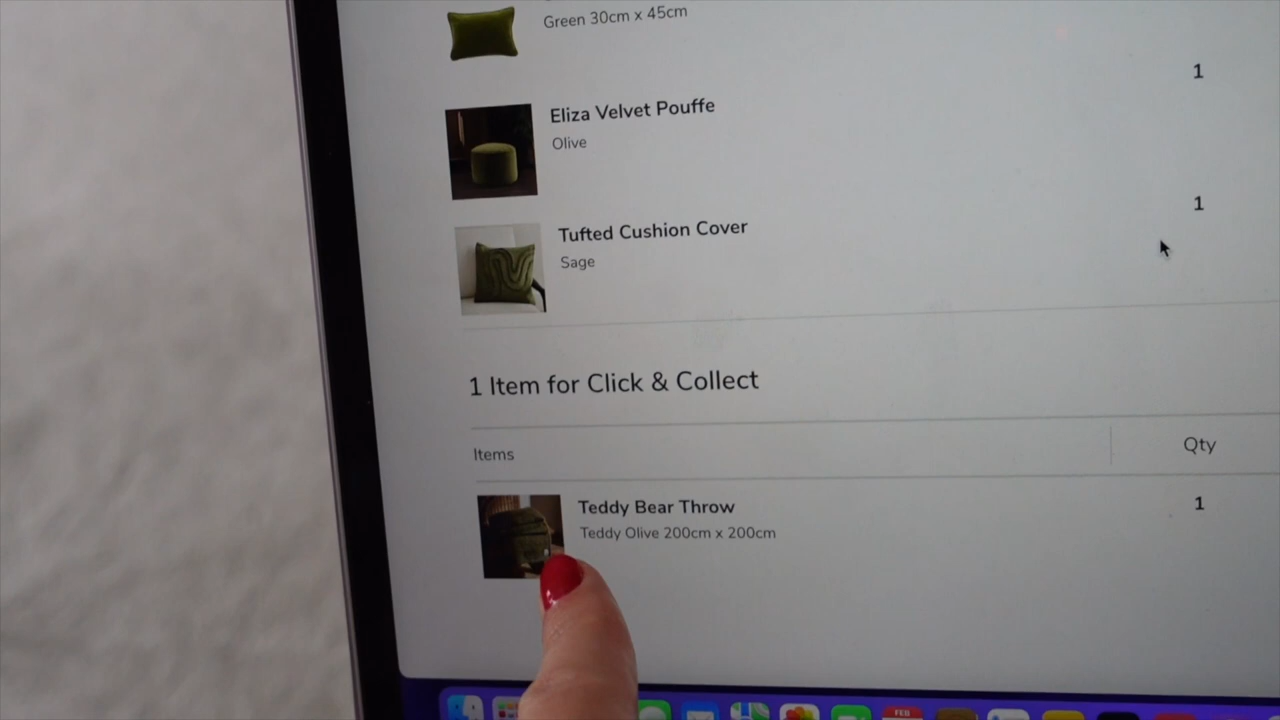 Green 30cm x 45cm
1
Eliza Velvet Pouffe
Olive
1
Tufted Cushion Cover
Sage
1 Item for Click & Collect
Items
Qty
Teddy Bear Throw
1
Teddy Olive 200cm x 200cm
FEB